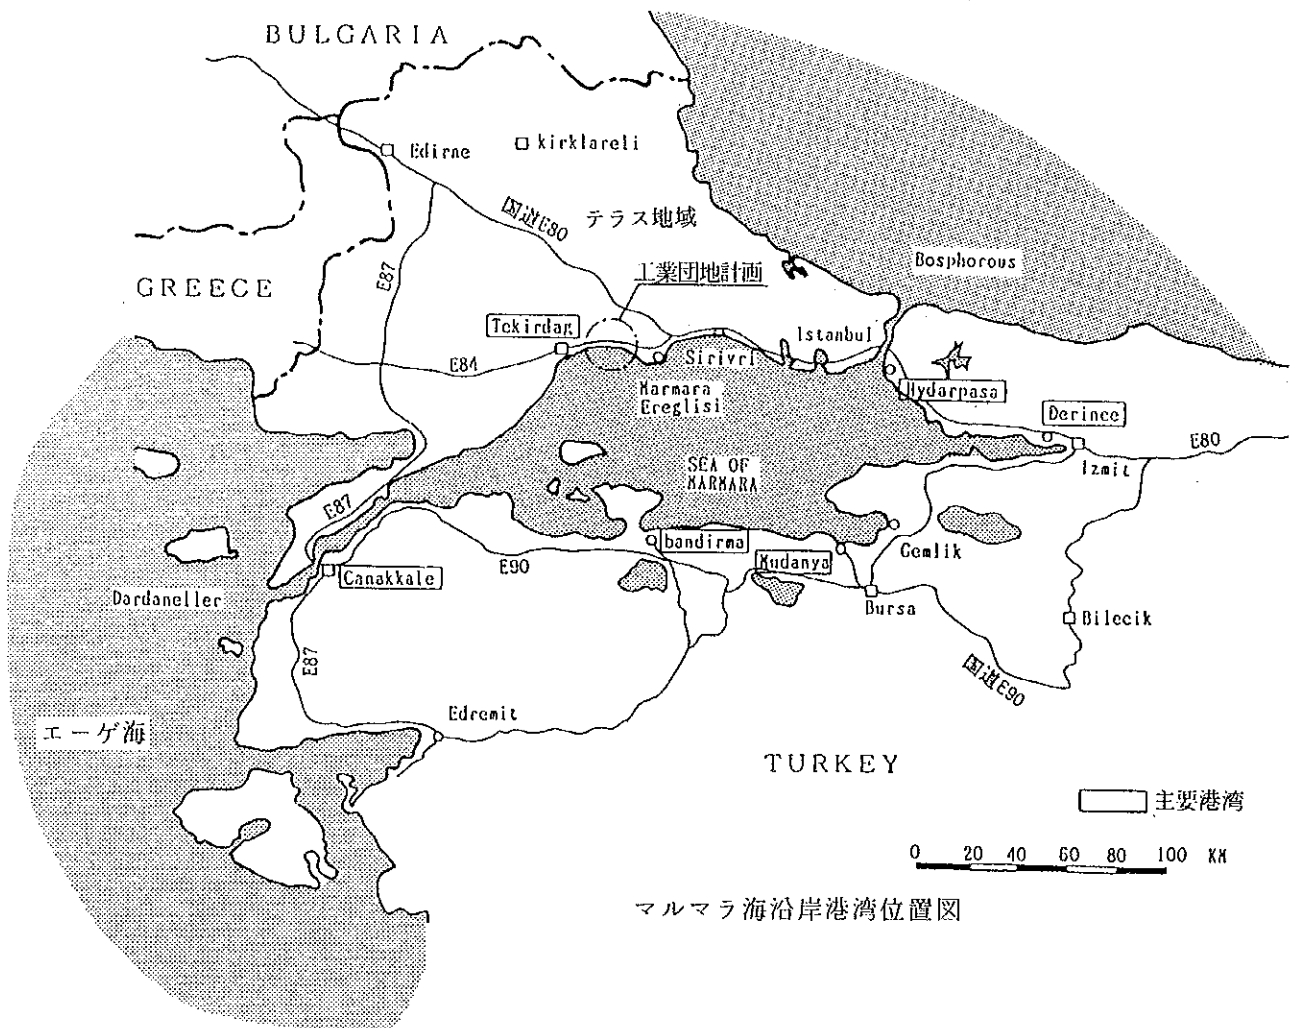 BULGARIA
Edirne
kirklareli
国道E80
テラス地域
E87
Bosphorous
工業団地計画
GREECE
Tekirdag
Istanbul
Sirivri
E84
Marmara
Ereglisi
Hydarpasa
Derince
E80
Izmit
SEA OF
MARMARA
E87
bandirma
Gemlik
E90
Mudanya
Canakkale
Dardaneller
Bursa
Bilecik
E87
国道E90
Edremit
エーゲ海
TURKEY
主要港湾
0 20 40 60 80 100 KM
マルマラ海沿岸港湾位置図